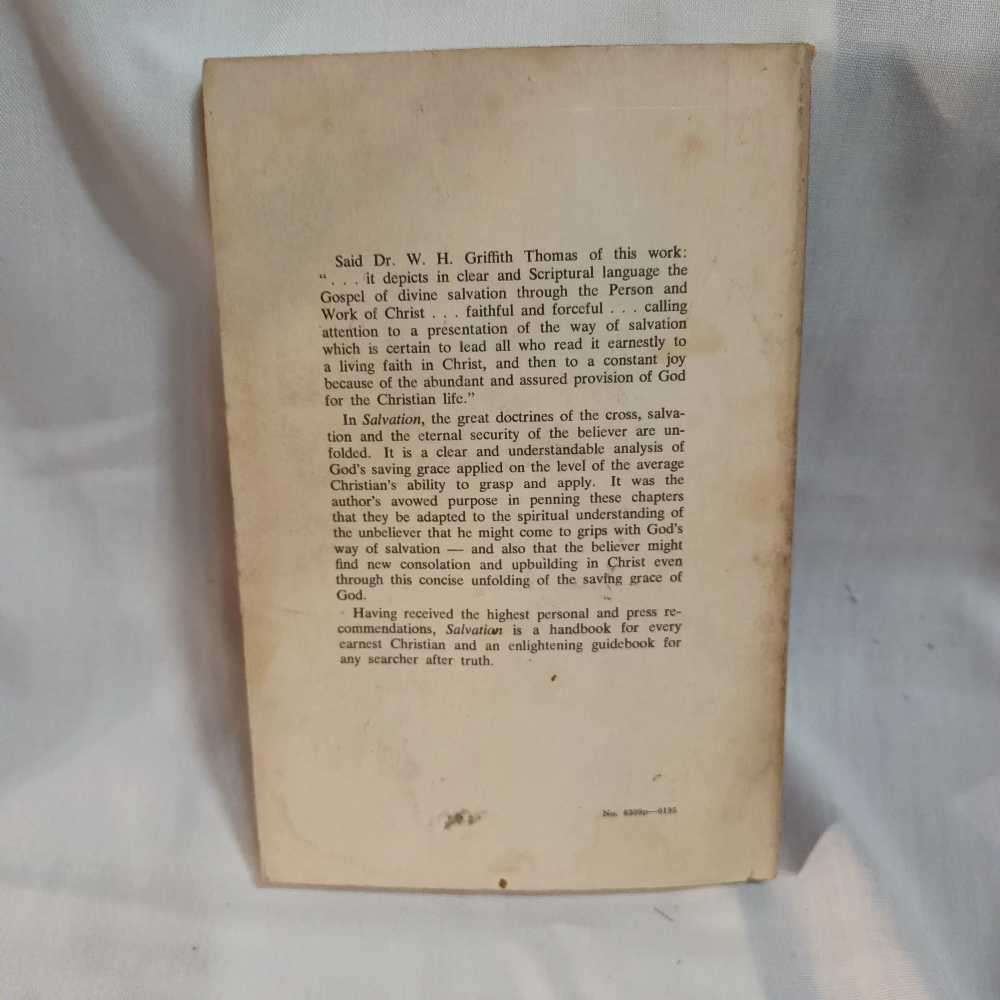 Said Dr. W. H. Griffith Thomas of this work:
“ . . . it depicts in clear and Scriptural language the
Gospel of divine salvation through the Person and
Work of Christ . . . faithful and forceful . . . calling
attention to a presentation of the way of salvation
which is certain to lead all who read it earnestly to
a living faith in Christ, and then to a constant joy
because of the abundant and assured provision of God
for the Christian life.”
In Salvation, the great doctrines of the cross, salva-
tion and the eternal security of the believer are un-
folded. It is a clear and understandable analysis of
God's saving grace applied on the level of the average
Christian's ability to grasp and apply. It was the
author's avowed purpose in penning these chapters
that they be adapted to the spiritual understanding of
the unbeliever that he might come to grips with God's
way of salvation — and also that the believer might
find new consolation and upbuilding in Christ even
through this concise unfolding of the saving grace of
God.
Having received the highest personal and press re-
commendations, Salvation is a handbook for every
earnest Christian and an enlightening guidebook for
any searcher after truth.
No.